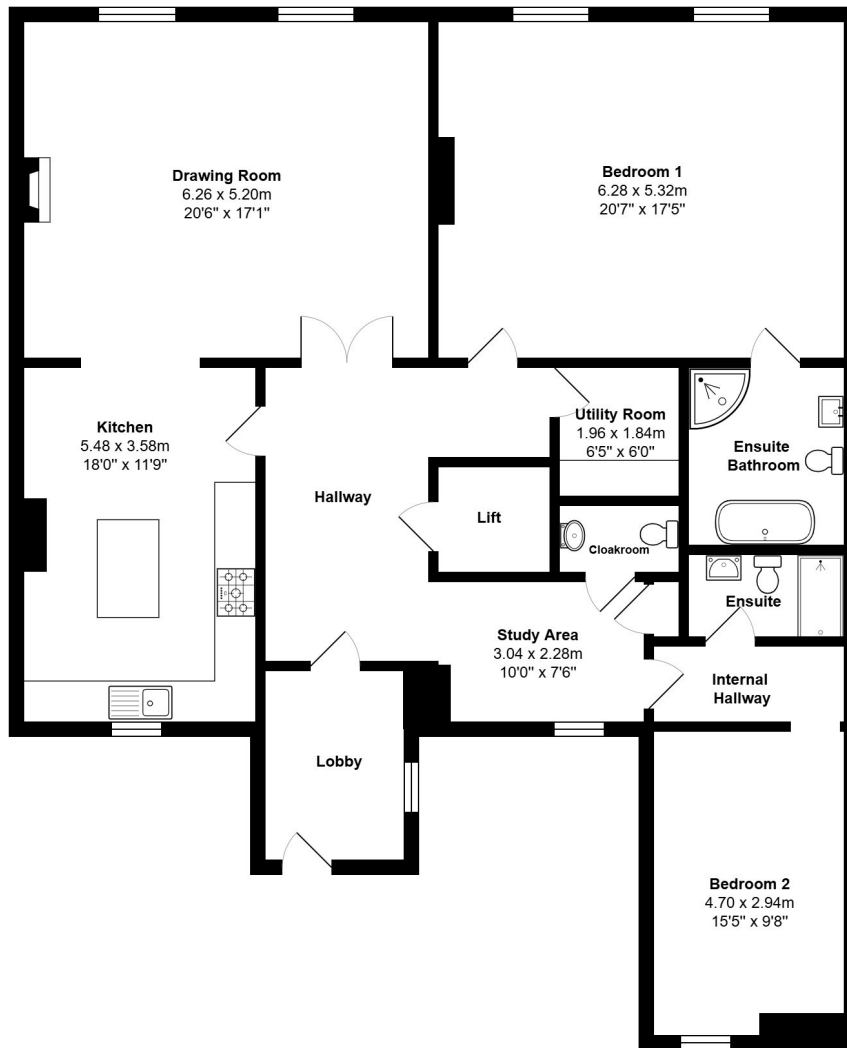 Drawing Room
6.26 x 5.20m
20'6" x 17'1"
Bedroom 1
6.28 x 5.32m
20'7" x 17'5"
Kitchen
5.48 x 3.58m
18'0" x 11'9"
Utility Room
1.96 x 1.84m
6'5" x 6'0"
Ensuite
Bathroom
Hallway
Lift
Cloakroom
Ensuite
Study Area
3.04 x 2.28m
10'0" x 7'6"
Internal
Hallway
Lobby
Bedroom 2
4.70 x 2.94m
15'5" x 9'8"